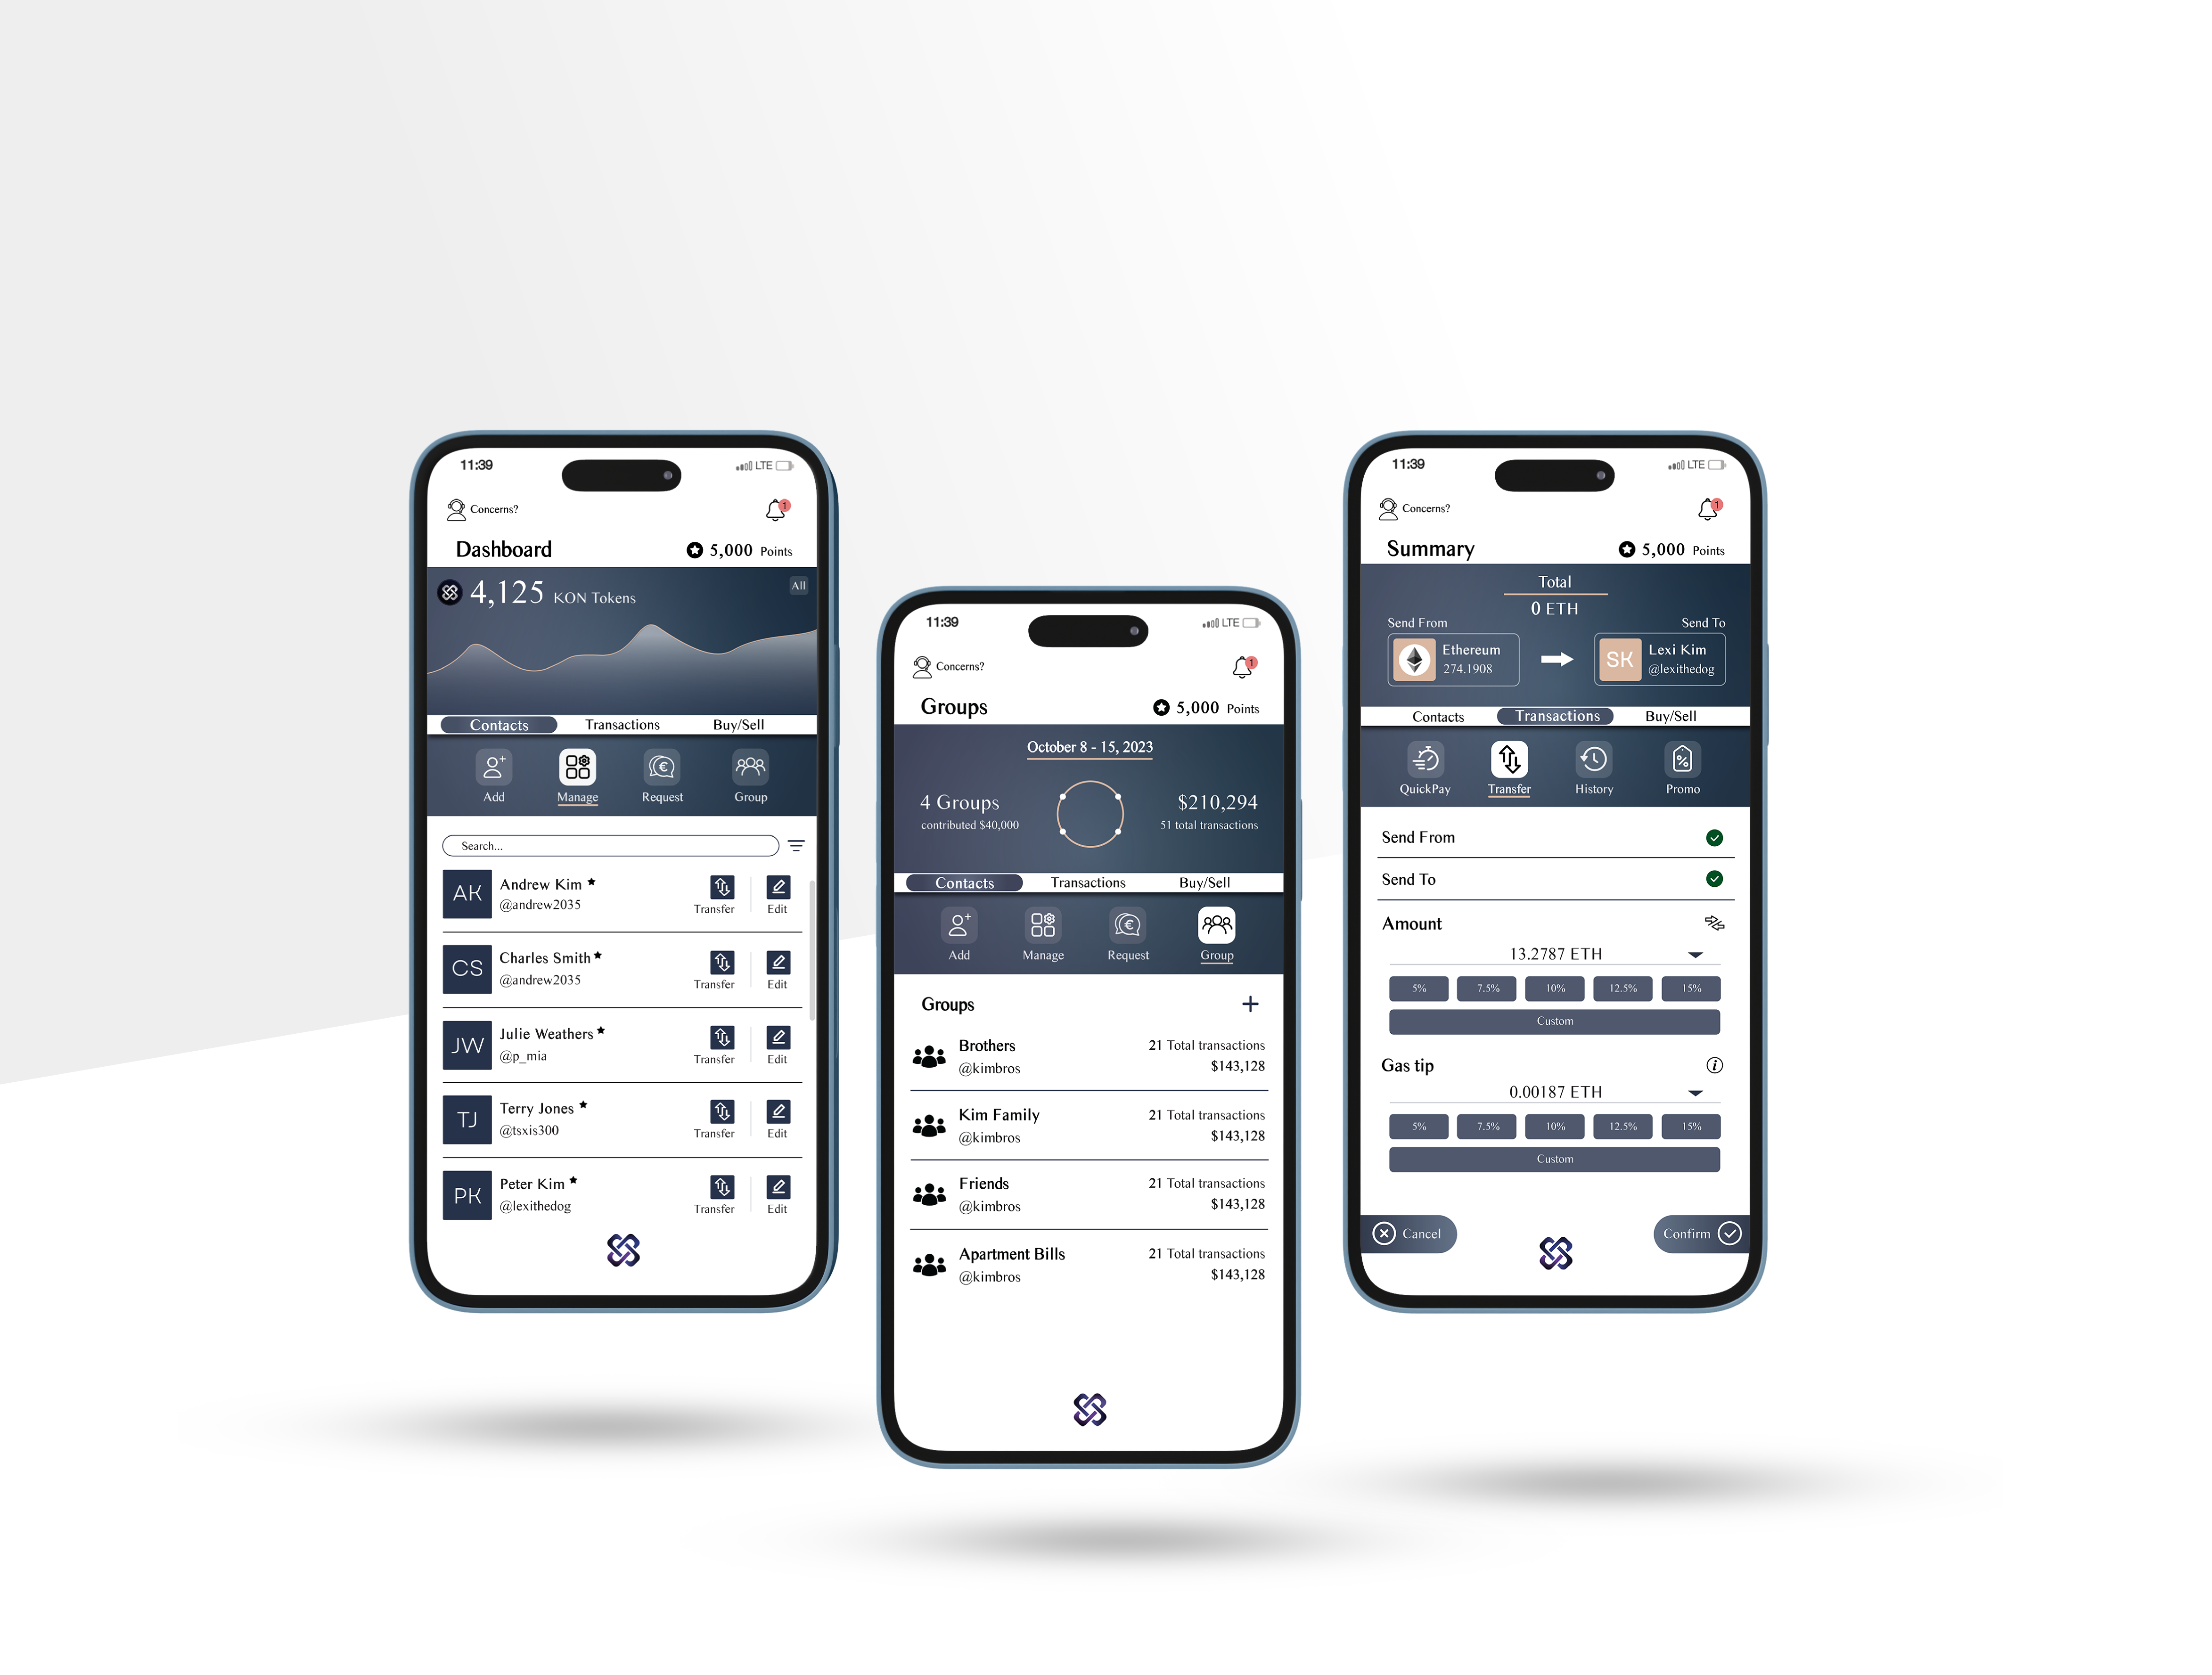 11:39
LTE
Concerns?
1
Dashboard
5,000 Points
4,125 KON Tokens
All
Contacts Transactions Buy/Sell
Add Manage Request Group
Search...
AK Andrew Kim
@andrew2035
Transfer Edit
CS Charles Smith
@andrew2035
Transfer Edit
JW Julie Weathers
@p_mia
Transfer Edit
TJ Terry Jones
@tsxis300
Transfer Edit
PK Peter Kim
@lexithedog
Transfer Edit
11:39
LTE
Concerns?
1
Groups
5,000 Points
October 8 - 15, 2023
4 Groups
contributed $40,000
$210,294
51 total transactions
Contacts Transactions Buy/Sell
Add Manage Request Group
Groups
Brothers
@kimbros
21 Total transactions
$143,128
Kim Family
@kimbros
21 Total transactions
$143,128
Friends
@kimbros
21 Total transactions
$143,128
Apartment Bills
@kimbros
21 Total transactions
$143,128
11:39
LTE
Concerns?
1
Summary
5,000 Points
Total
0 ETH
Send From
Send To
Ethereum
274.1908
SK
Lexi Kim
@lexithedog
Contacts Transactions Buy/Sell
QuickPay Transfer History Promo
Send From
Send To
Amount
13.2787 ETH
5% 7.5% 10% 12.5% 15%
Custom
Gas tip
0.00187 ETH
5% 7.5% 10% 12.5% 15%
Custom
Cancel
Confirm